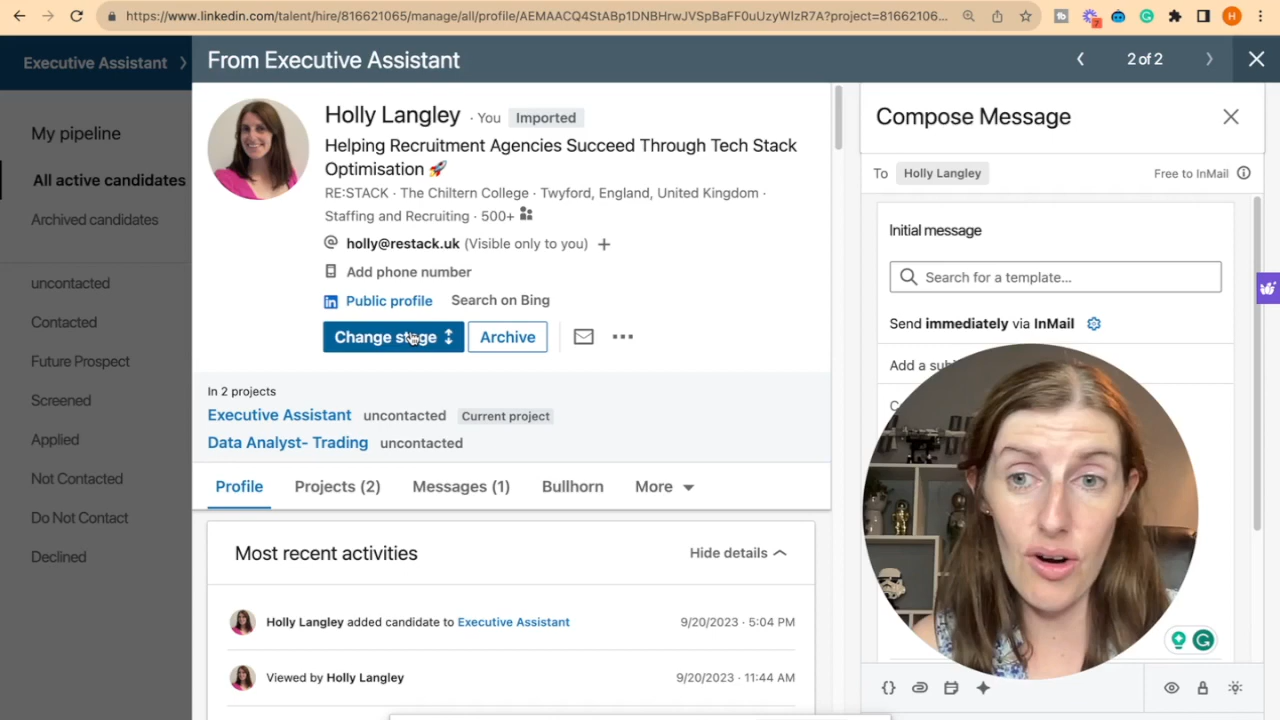 https://www.linkedin.com/talent/hire/816621065/manage/all/profile/AEMAACQ4StABp1DNBHrwJVSpBaFF0uUzyWIzR7A?project=81662106...
7
H
Executive Assistant
From Executive Assistant
2 of 2
My pipeline
All active candidates
Archived candidates
uncontacted
Contacted
Future Prospect
Screened
Applied
Not Contacted
Do Not Contact
Declined
Holly Langley · You Imported
Helping Recruitment Agencies Succeed Through Tech Stack
Optimisation 🚀
RE:STACK · The Chiltern College · Twyford, England, United Kingdom ·
Staffing and Recruiting · 500+
holly@restack.uk (Visible only to you) +
Add phone number
in Public profile Search on Bing
Change stage Archive
In 2 projects
Executive Assistant uncontacted Current project
Data Analyst- Trading uncontacted
Profile Projects (2) Messages (1) Bullhorn More
Most recent activities Hide details
Holly Langley added candidate to Executive Assistant 9/20/2023 · 5:04 PM
Viewed by Holly Langley 9/20/2023 · 11:44 AM
Compose Message
To Holly Langley Free to InMail
Initial message
Search for a template...
Send immediately via InMail
Add a